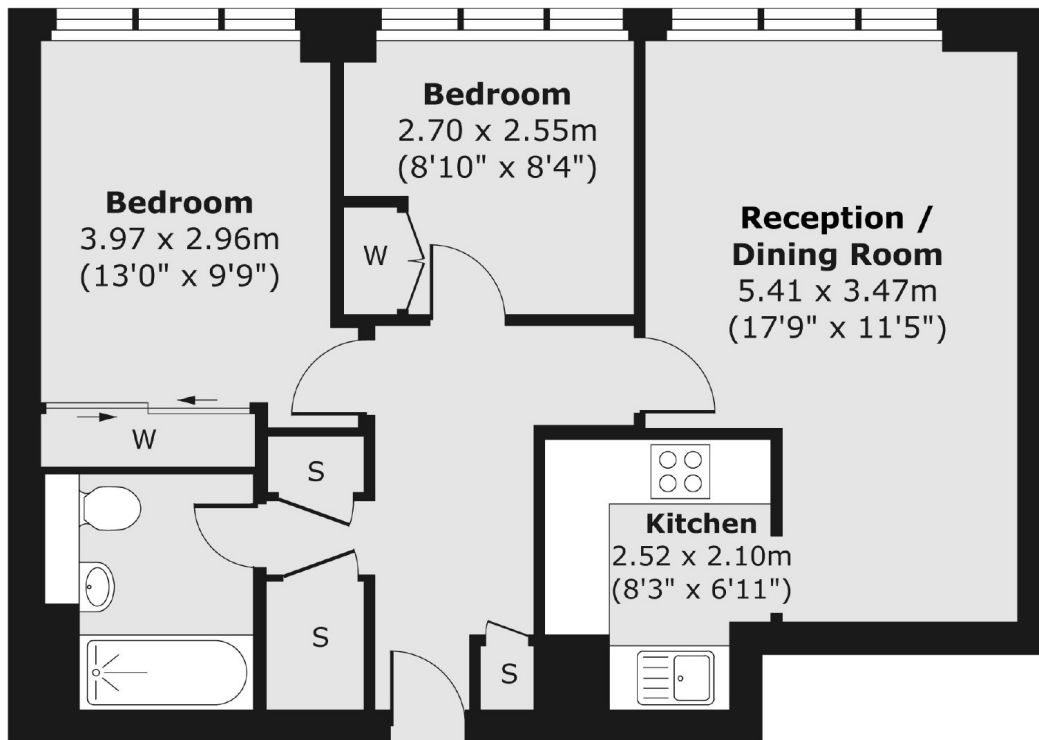 Bedroom
3.97 x 2.96m
(13'0" x 9'9")
W
Bedroom
2.70 x 2.55m
(8'10" x 8'4")
W
Reception /
Dining Room
5.41 x 3.47m
(17'9" x 11'5")
S
S
S
Kitchen
2.52 x 2.10m
(8'3" x 6'11")